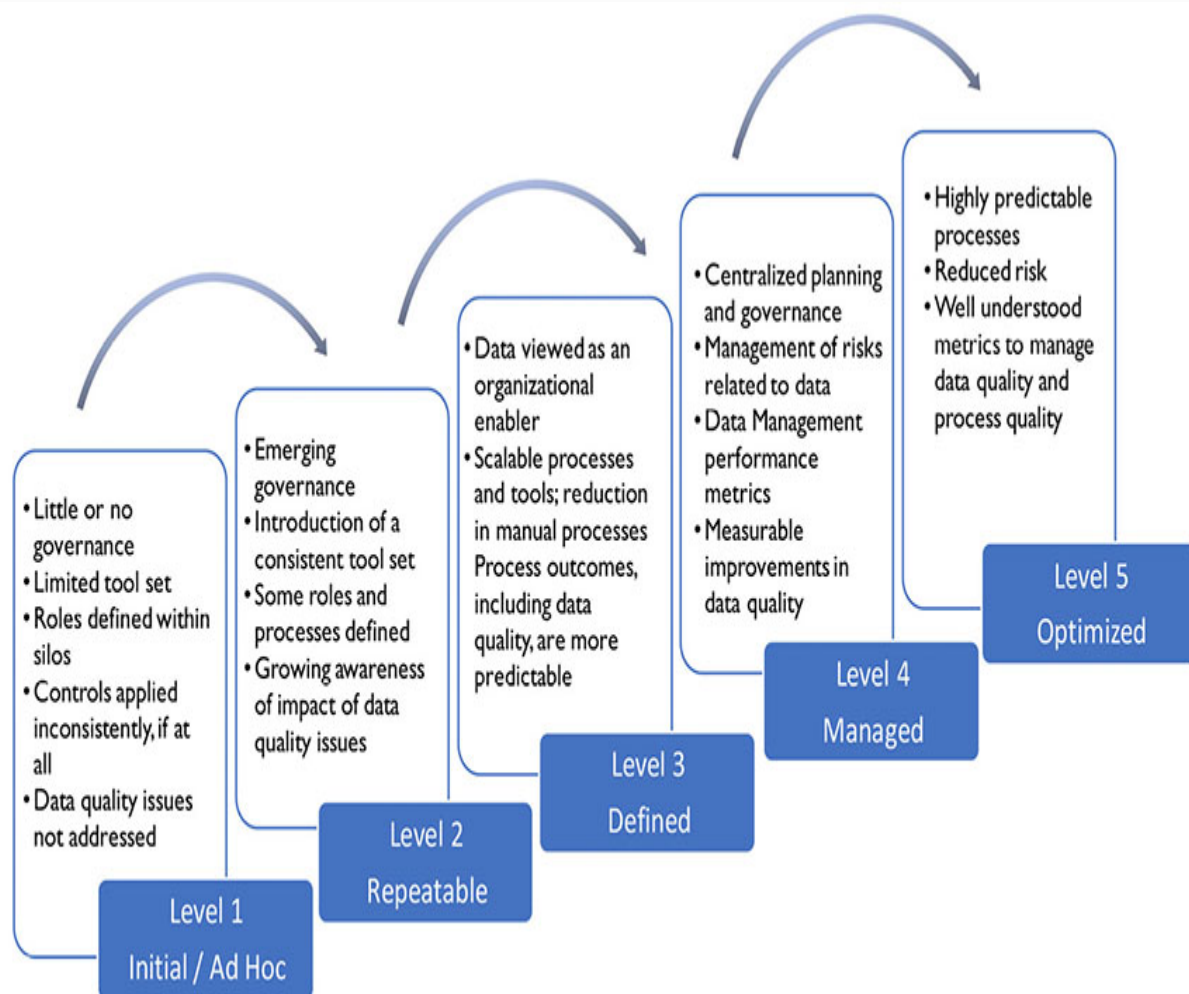 • Little or no
governance
• Limited tool set
• Roles defined within
silos
• Controls applied
inconsistently, if at
all
• Data quality issues
not addressed
Level 1
Initial / Ad Hoc
• Emerging
governance
• Introduction of a
consistent tool set
• Some roles and
processes defined
• Growing awareness
of impact of data
quality issues
Level 2
Repeatable
• Data viewed as an
organizational
enabler
• Scalable processes
and tools; reduction
in manual processes
Process outcomes,
including data
quality, are more
predictable
Level 3
Defined
• Centralized planning
and governance
• Management of risks
related to data
• Data Management
performance
metrics
• Measurable
improvements in
data quality
Level 4
Managed
• Highly predictable
processes
• Reduced risk
• Well understood
metrics to manage
data quality and
process quality
Level 5
Optimized